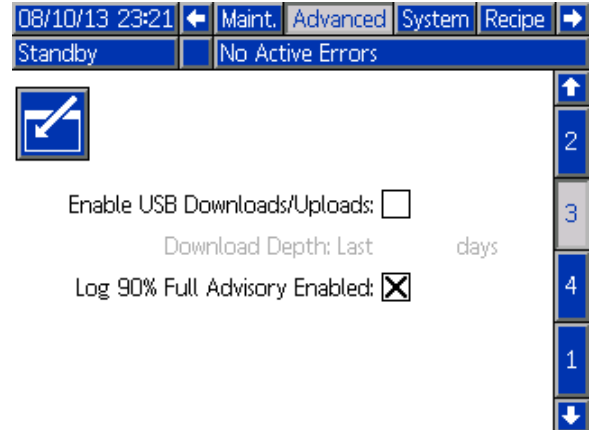 08/10/13 23:21 Maint. Advanced System Recipe
Standby No Active Errors
2
Enable USB Downloads/Uploads:
3
Download Depth: Last days
Log 90% Full Advisory Enabled:
4
1